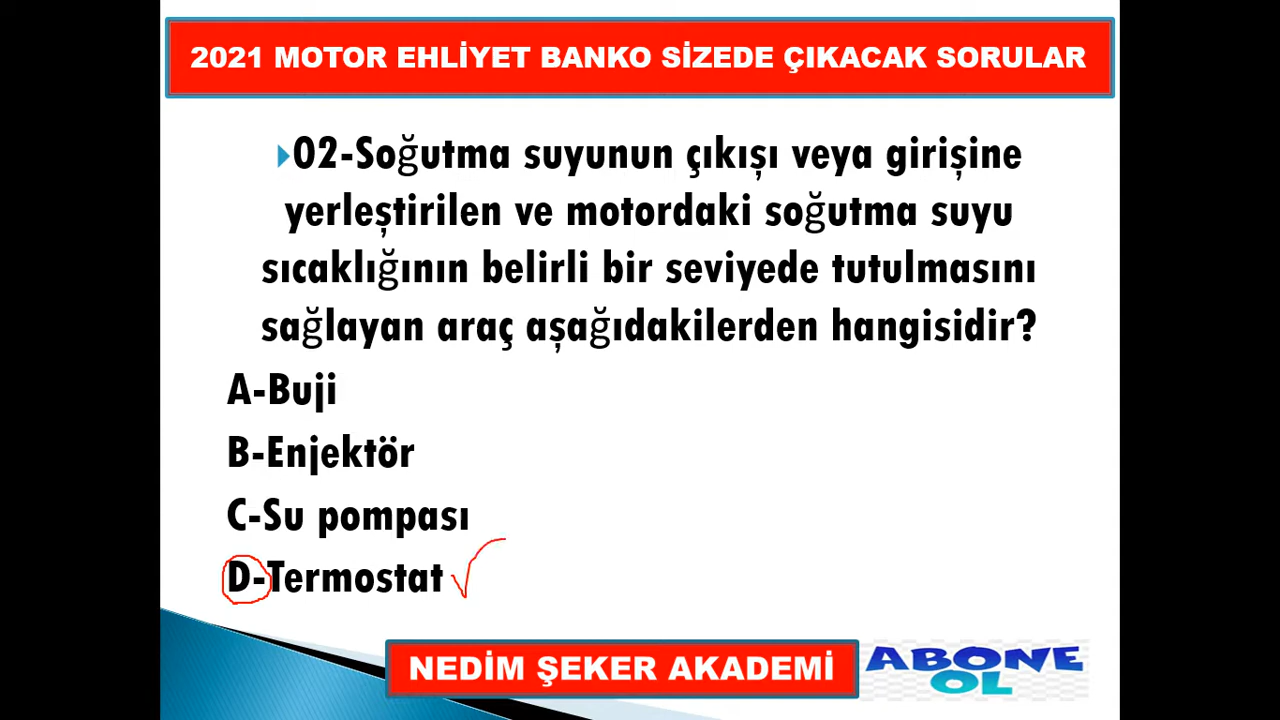 2021 MOTOR EHLİYET BANKO SİZEDE ÇIKACAK SORULAR
02-Soğutma suyunun çıkışı veya girişine
yerleştirilen ve motordaki soğutma suyu
sıcaklığının belirli bir seviyede tutulmasını
sağlayan araç aşağıdakilerden hangisidir?
A-Buji
B-Enjektör
C-Su pompası
D-Termostat
NEDİM ŞEKER AKADEMİ
ABONE
OL